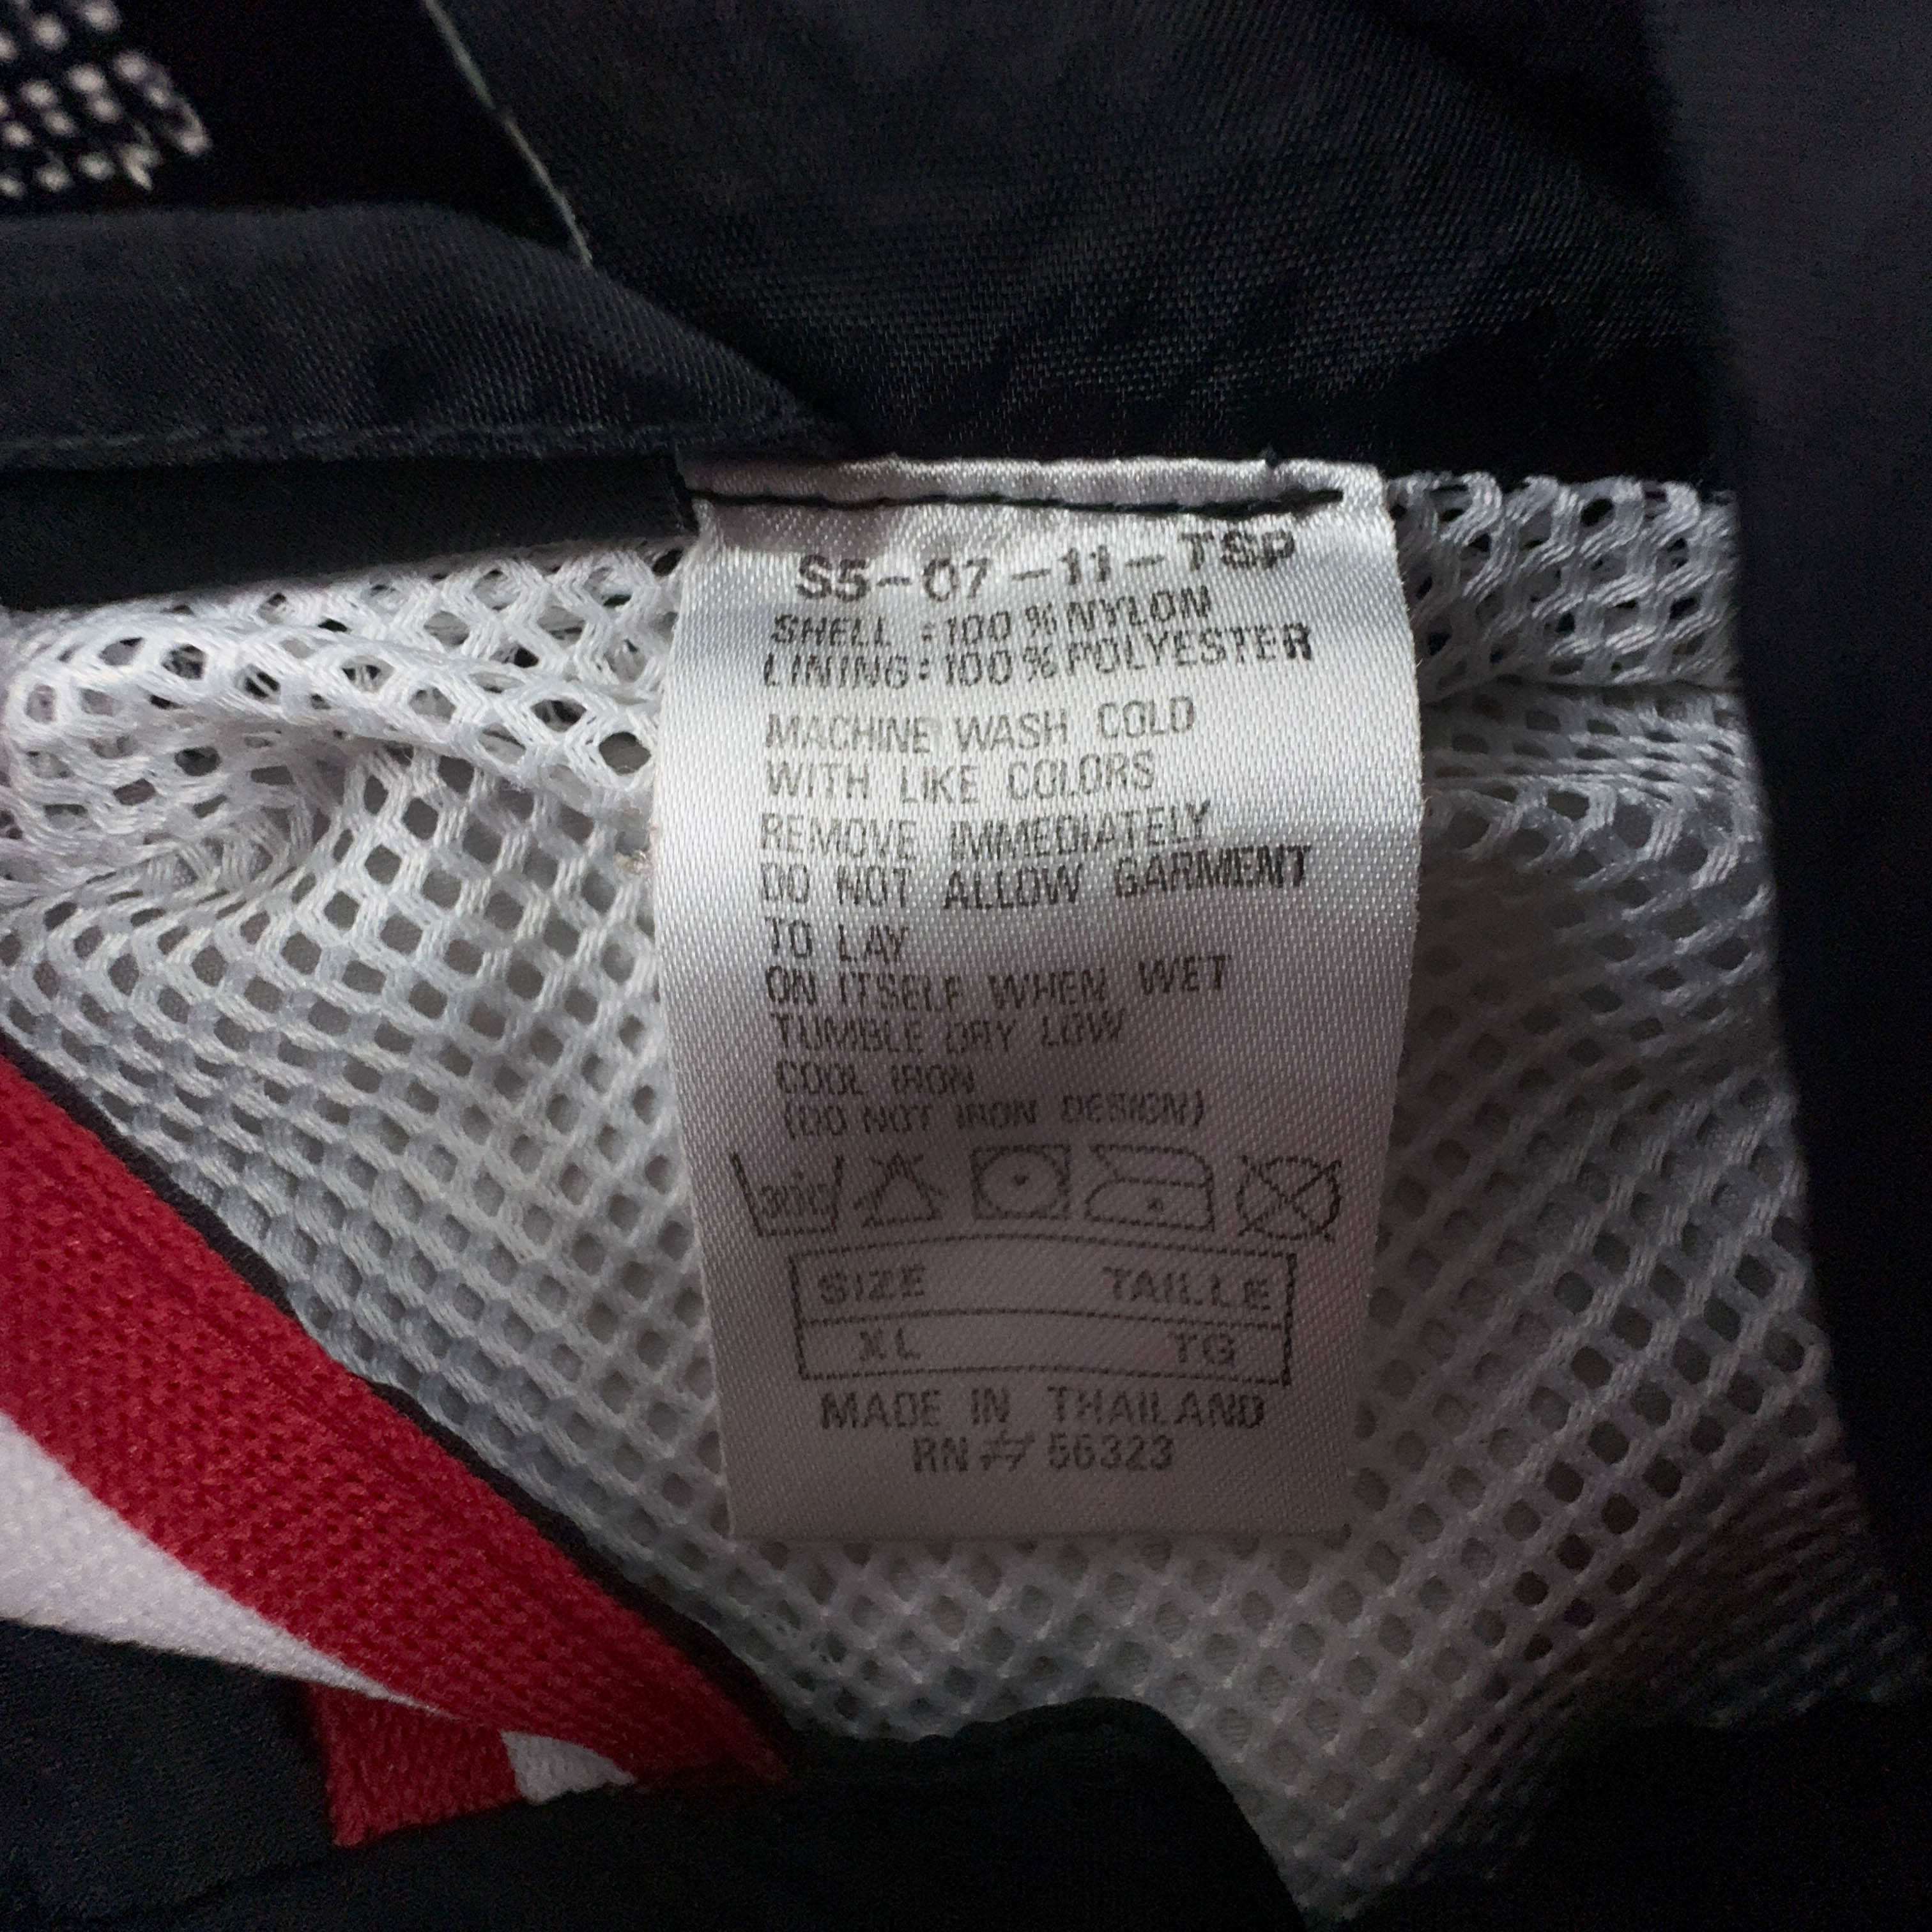 S5-07-11-TSP
SHELL :100%NYLON
LINING:100%POLYESTER
MACHINE WASH COLD
WITH LIKE COLORS
REMOVE IMMEDIATELY
DO NOT ALLOW GARMENT
TO LAY
ON ITSELF WHEN WET
TUMBLE DRY LOW
COOL IRON
(DO NOT IRON DESIGN)
SIZE TAILLE
XL TG
MADE IN THAILAND
RN # 56323